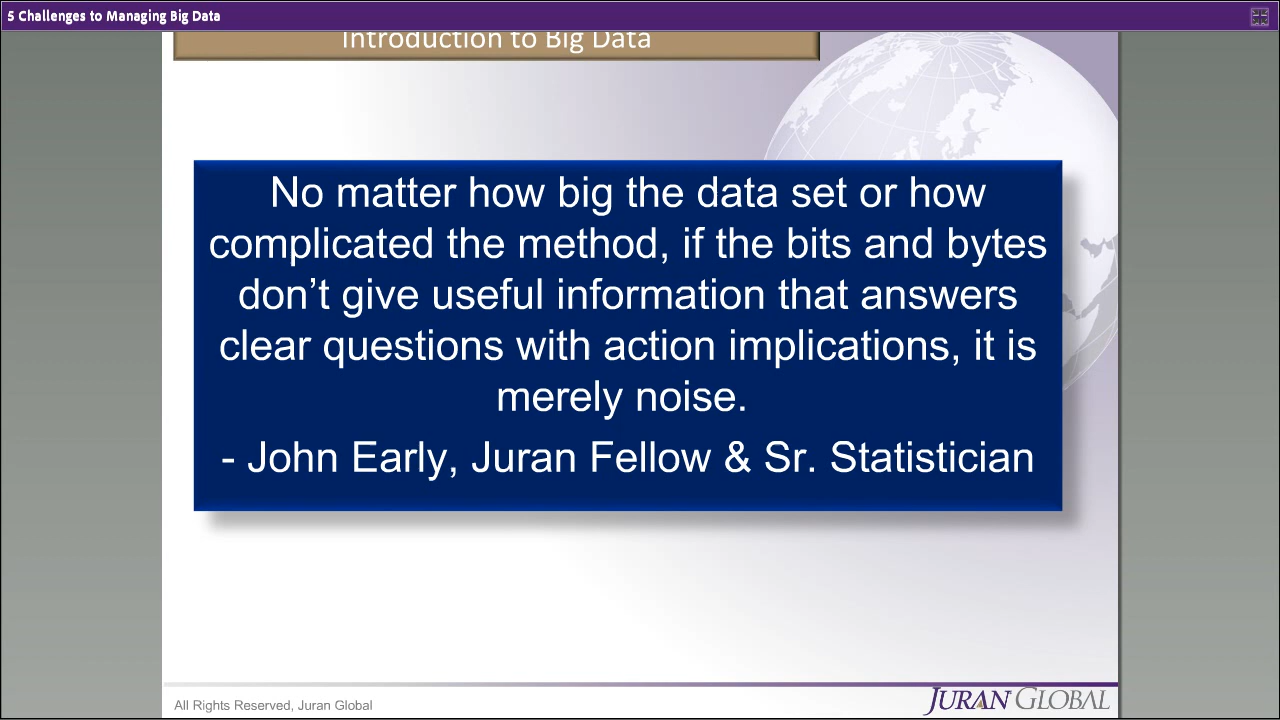 5 Challenges to Managing Big Data
Introduction to Big Data
No matter how big the data set or how
complicated the method, if the bits and bytes
don’t give useful information that answers
clear questions with action implications, it is
merely noise.
- John Early, Juran Fellow & Sr. Statistician
All Rights Reserved, Juran Global
JURAN GLOBAL